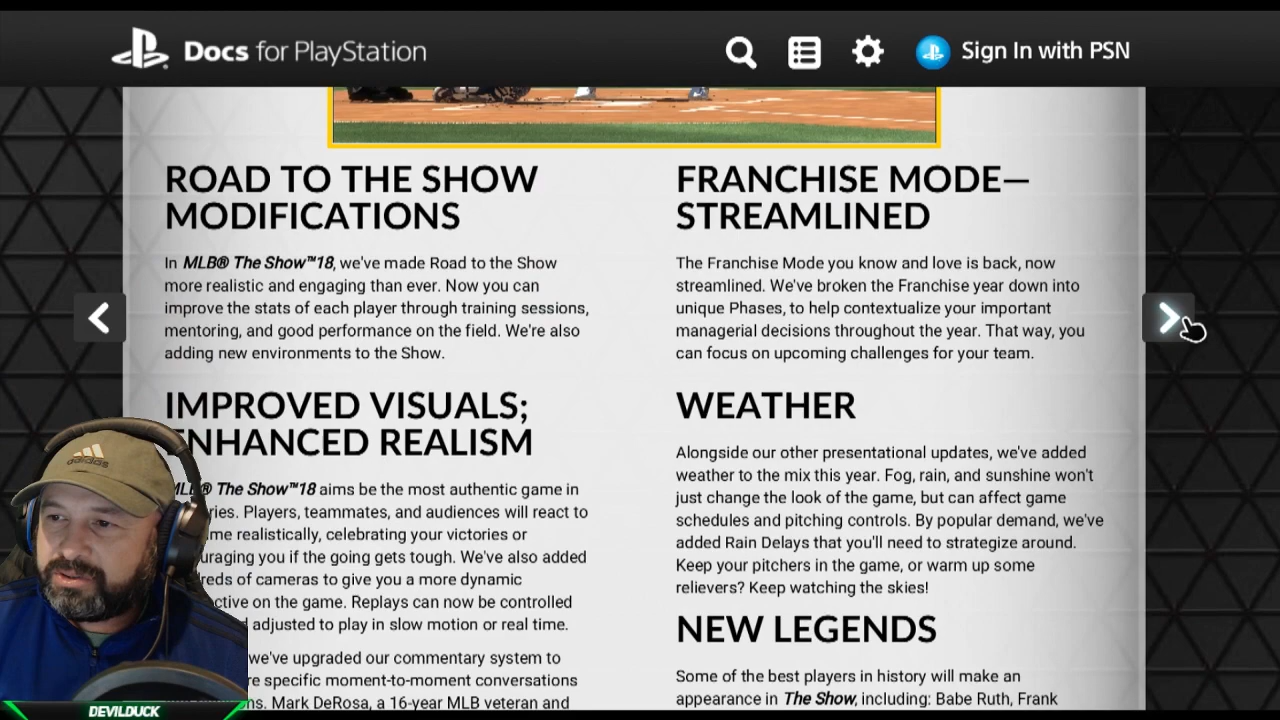 Docs for PlayStation
Sign In with PSN
ROAD TO THE SHOW
MODIFICATIONS
In MLB® The Show™18, we've made Road to the Show
more realistic and engaging than ever. Now you can
improve the stats of each player through training sessions,
mentoring, and good performance on the field. We're also
adding new environments to the Show.
IMPROVED VISUALS;
ENHANCED REALISM
MLB® The Show™18 aims be the most authentic game in
ries. Players, teammates, and audiences will react to
me realistically, celebrating your victories or
uraging you if the going gets tough. We've also added
reds of cameras to give you a more dynamic
ctive on the game. Replays can now be controlled
adjusted to play in slow motion or real time.
we've upgraded our commentary system to
re specific moment-to-moment conversations
ns. Mark DeRosa, a 16-year MLB veteran and
FRANCHISE MODE—
STREAMLINED
The Franchise Mode you know and love is back, now
streamlined. We've broken the Franchise year down into
unique Phases, to help contextualize your important
managerial decisions throughout the year. That way, you
can focus on upcoming challenges for your team.
WEATHER
Alongside our other presentational updates, we've added
weather to the mix this year. Fog, rain, and sunshine won't
just change the look of the game, but can affect game
schedules and pitching controls. By popular demand, we've
added Rain Delays that you'll need to strategize around.
Keep your pitchers in the game, or warm up some
relievers? Keep watching the skies!
NEW LEGENDS
Some of the best players in history will make an
appearance in The Show, including: Babe Ruth, Frank
adidas
DEVILDUCK